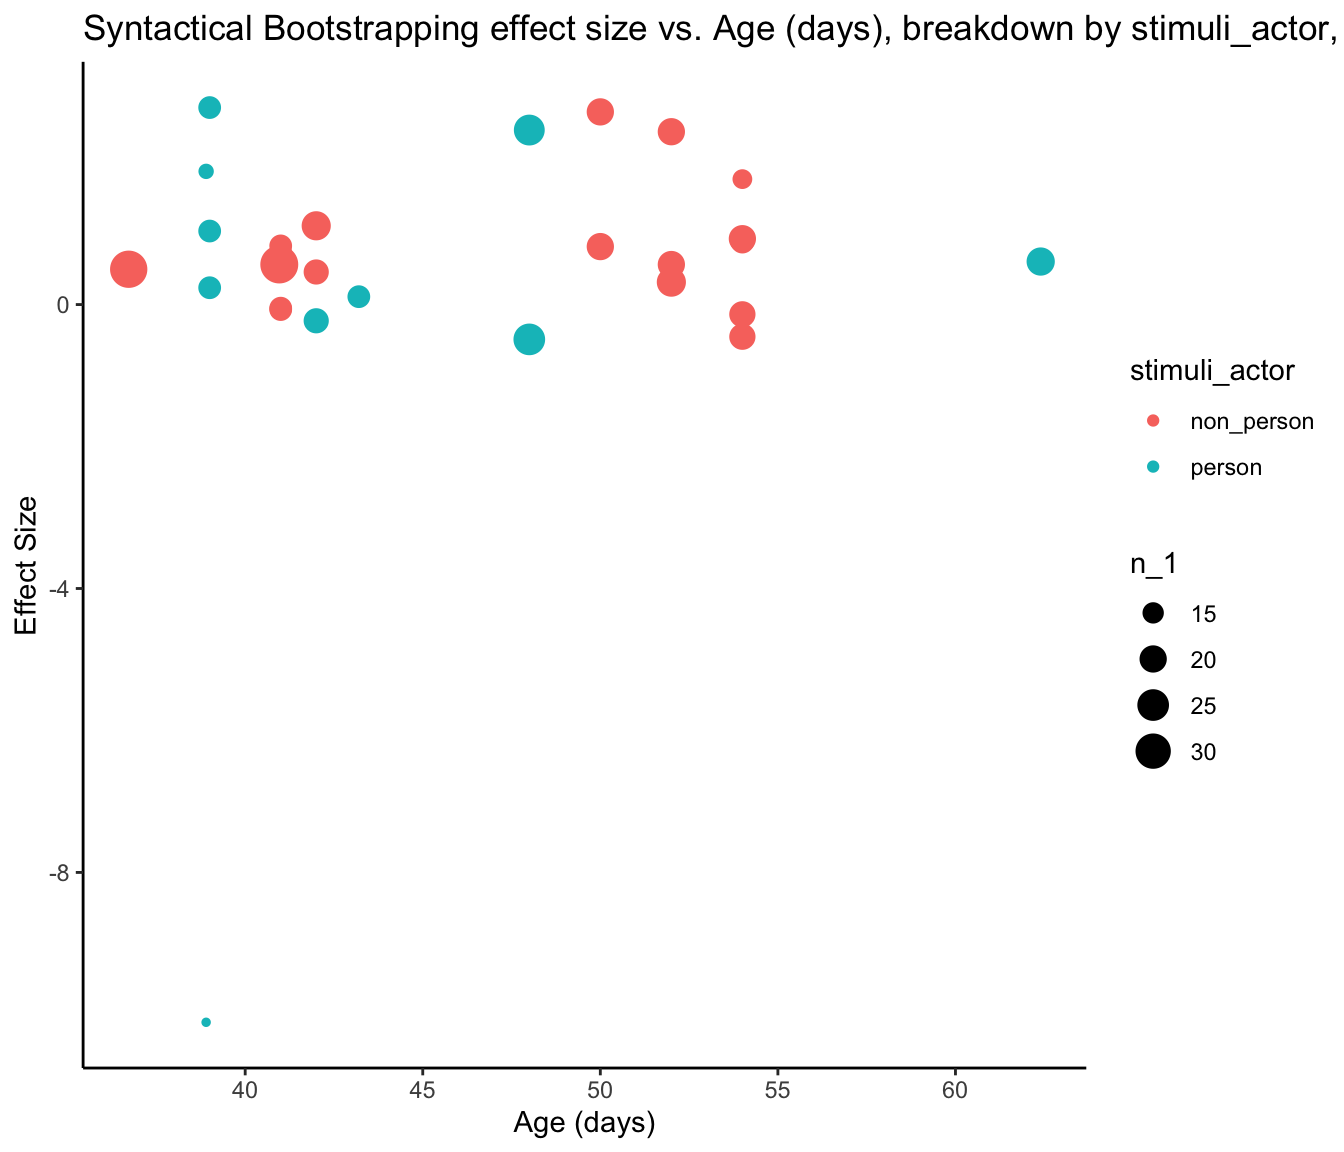 Syntactical Bootstrapping effect size vs. Age (days), breakdown by stimuli_actor,
0
-4
-8
Effect Size
40 45 50 55 60
Age (days)
stimuli_actor
non_person
person
n_1
15
20
25
30